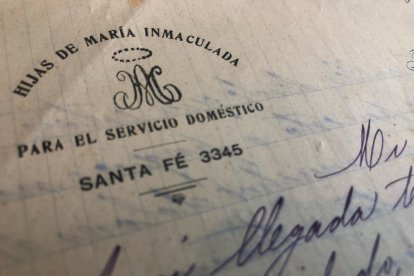 HIJAS DE MARÍA INMACULADA
PARA EL SERVICIO DOMÉSTICO
SANTA FÉ 3345
Mi
llegada